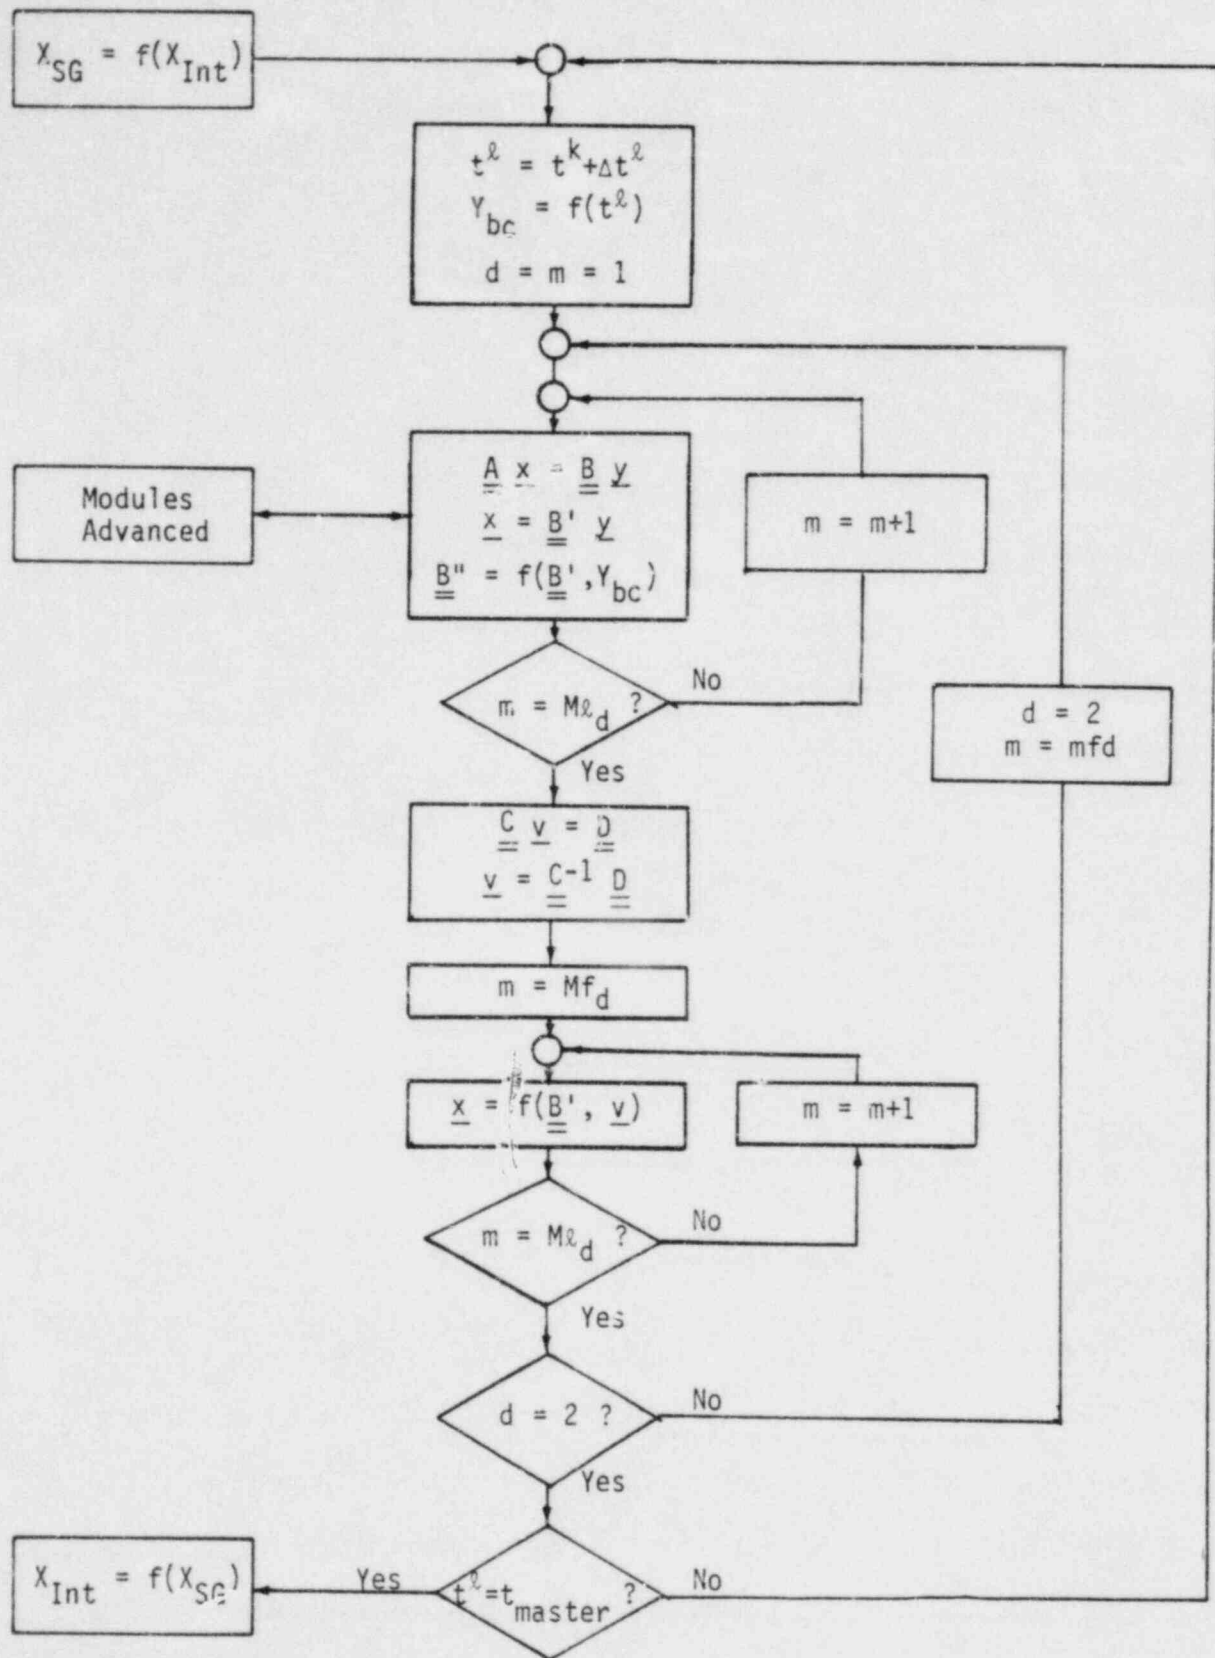 X_SG = f(X_Int)
t^ℓ = t^k+Δt^ℓ
Y_bc = f(t^ℓ)
d = m = 1
A x = B y
x = B' y
B" = f(B',Y_bc)
Modules
Advanced
m = m+1
m = Mℓ_d ?
No
Yes
d = 2
m = mfd
C v = D
v = C^-1 D
m = Mf_d
x = f(B', v)
m = m+1
m = Mℓ_d ?
No
Yes
d = 2 ?
No
Yes
t^ℓ=t_master ?
Yes
No
X_Int = f(X_SG)